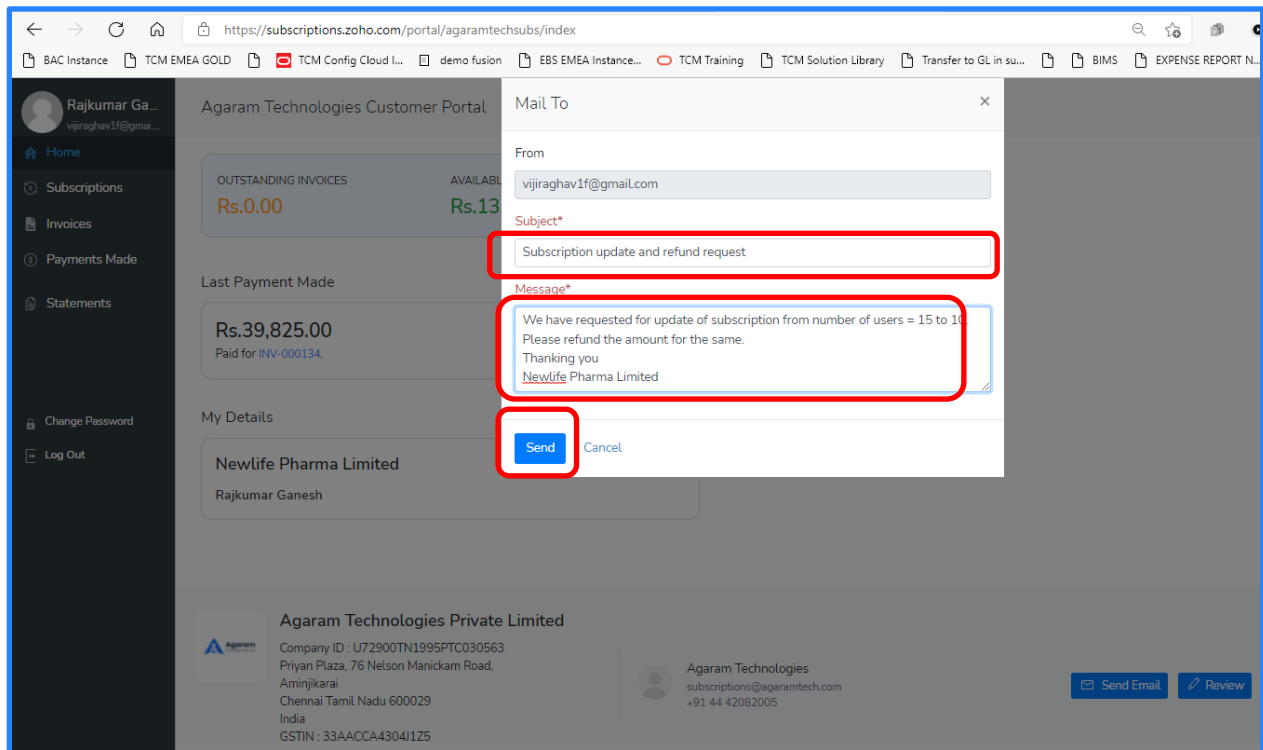 https://subscriptions.zoho.com/portal/agaramtechsubs/index
BAC Instance TCM EMEA GOLD TCM Config Cloud I... demo fusion EBS EMEA Instance... TCM Training TCM Solution Library Transfer to GL in su... BIMS EXPENSE REPORT N...
Rajkumar Ga...
vijiraghav1f@gmai...
Home
Subscriptions
Invoices
Payments Made
Statements
Change Password
Log Out
Agaram Technologies Customer Portal
OUTSTANDING INVOICES AVAILABL
Rs.0.00 Rs.13
Last Payment Made
Rs.39,825.00
Paid for INV-000134,
My Details
Newlife Pharma Limited
Rajkumar Ganesh
Mail To
From
vijiraghav1f@gmail.com
Subject*
Subscription update and refund request
Message*
We have requested for update of subscription from number of users = 15 to 10.
Please refund the amount for the same.
Thanking you
Newlife Pharma Limited
Send Cancel
Agaram
Agaram Technologies Private Limited
Company ID : U72900TN1995PTC030563
Priyan Plaza, 76 Nelson Manickam Road,
Aminjikarai
Chennai Tamil Nadu 600029
India
GSTIN : 33AACCA4304J1Z5
Agaram Technologies
subscriptions@agaramtech.com
+91 44 42082005
Send Email Review